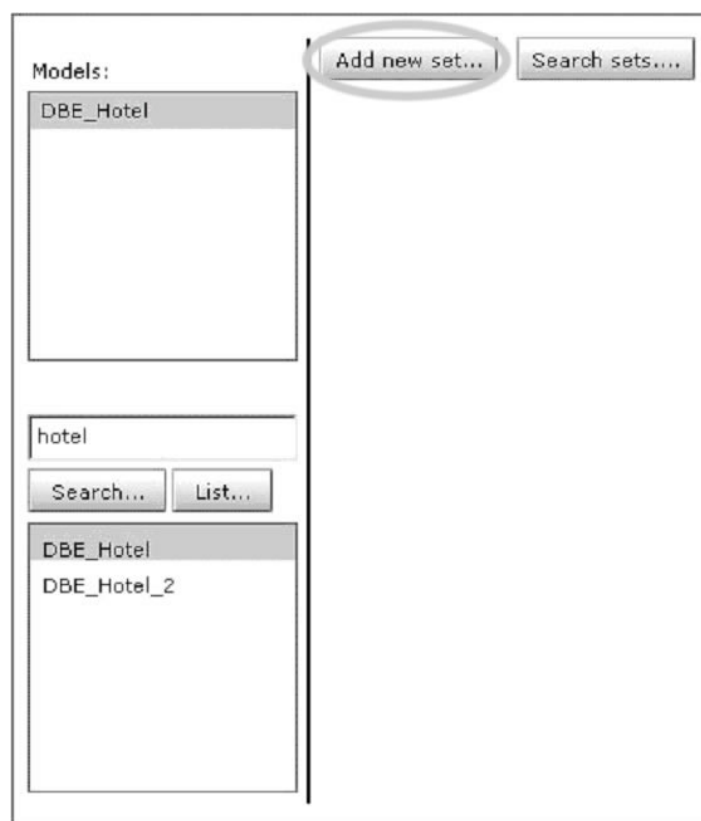 Models:
DBE_Hotel
hotel
Search...
List...
DBE_Hotel
DBE_Hotel_2
Add new set...
Search sets....